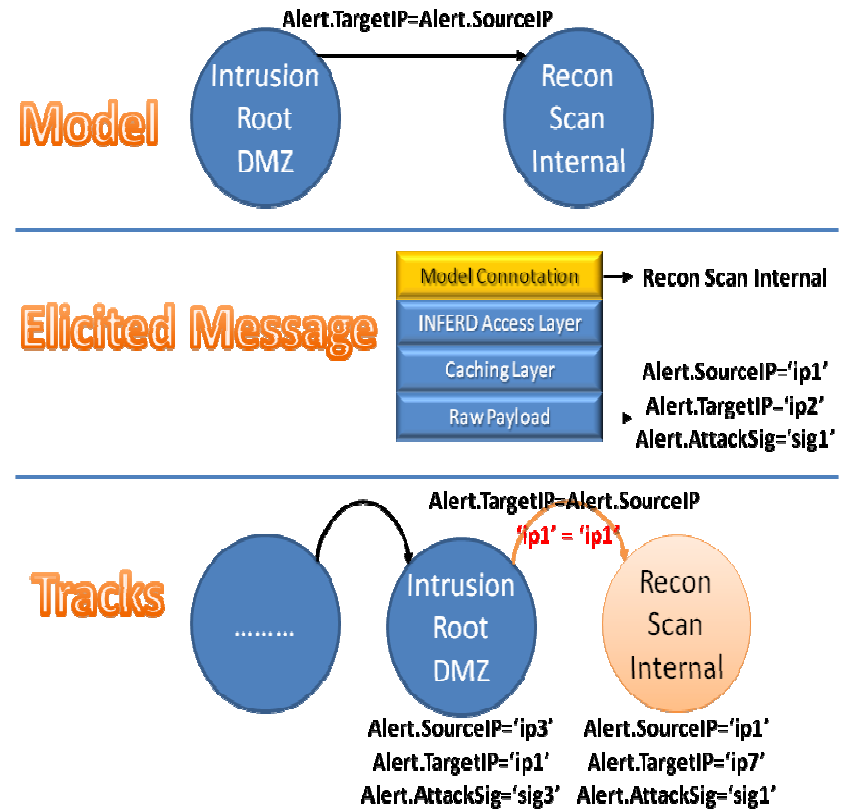 Alert.TargetIP=Alert.SourceIP
Intrusion
Root
DMZ
Recon
Scan
Internal
Model
Elicited Message
Model Connotation
Recon Scan Internal
INFERD Access Layer
Caching Layer
Raw Payload
Alert.SourceIP='ip1'
Alert.TargetIP='ip2'
Alert.AttackSig='sig1'
Alert.TargetIP=Alert.SourceIP
'ip1' = 'ip1'
Tracks
………
Intrusion
Root
DMZ
Recon
Scan
Internal
Alert.SourceIP='ip3'
Alert.TargetIP='ip1'
Alert.AttackSig='sig3'
Alert.SourceIP='ip1'
Alert.TargetIP='ip7'
Alert.AttackSig='sig1'